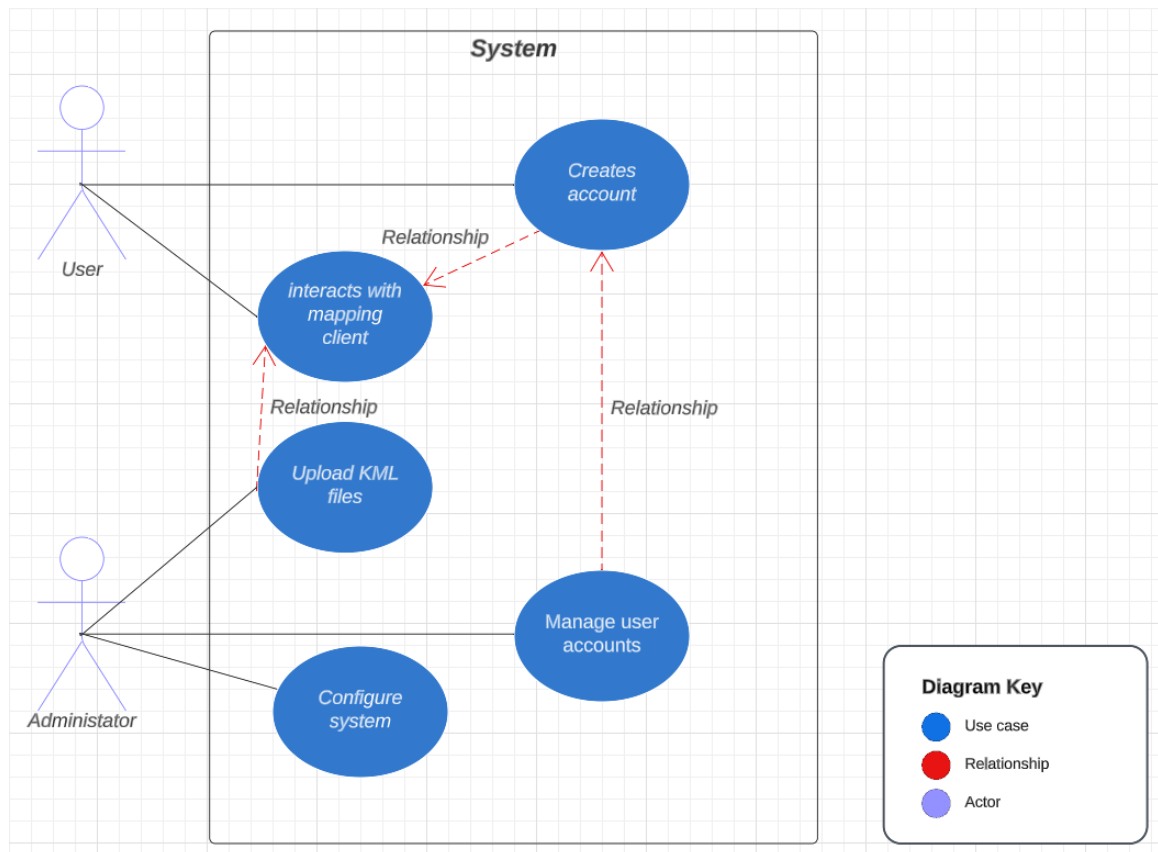 System
Creates
account
Relationship
User
interacts with
mapping
client
Relationship
Relationship
Upload KML
files
Manage user
accounts
Configure
system
Administator
Diagram Key
Use case
Relationship
Actor